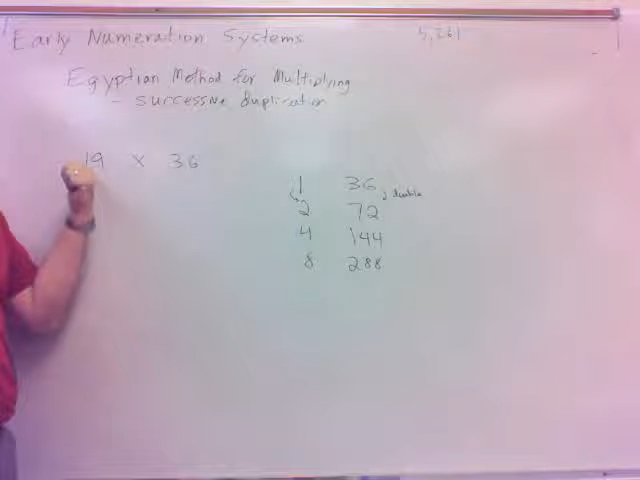 Early Numeration Systems
5,261
Egyptian Method for Multiplying
- successive duplication
19 x 36
1 36
2 72
double
4 144
8 288